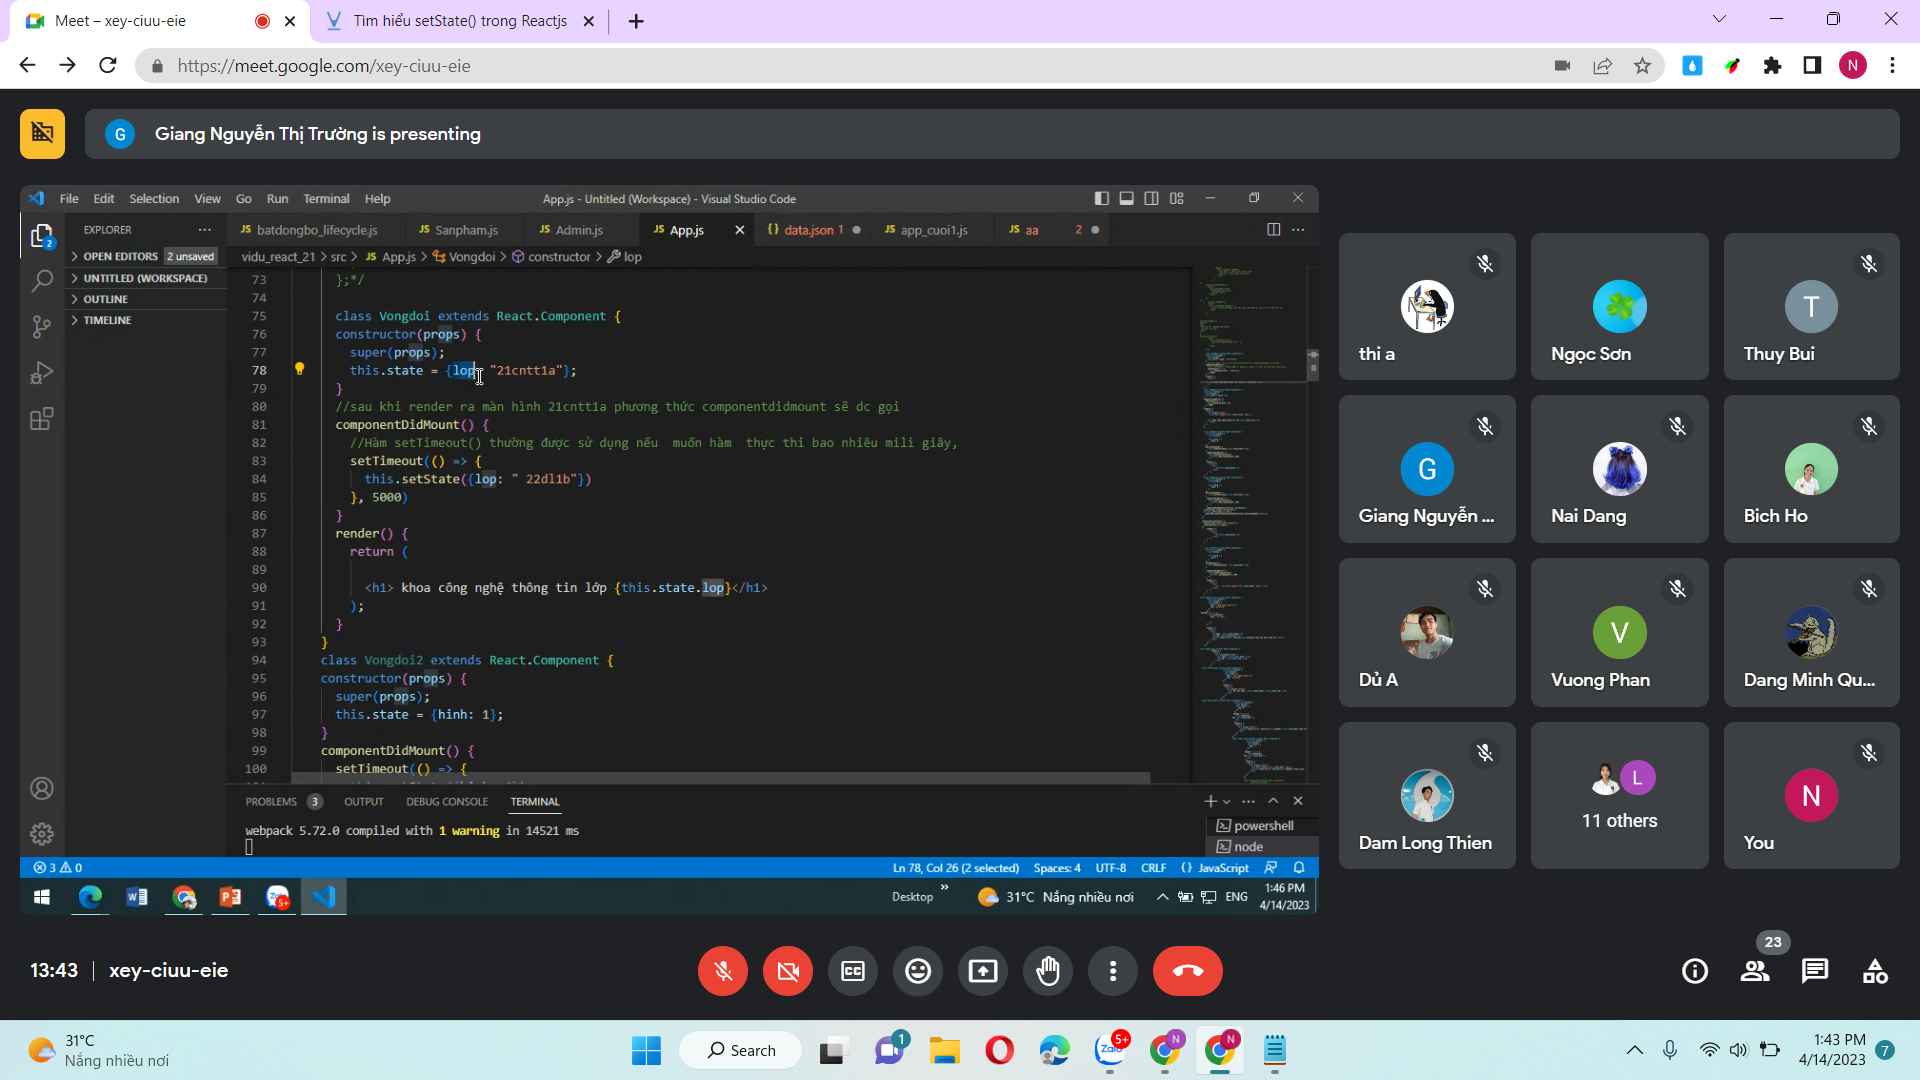 Meet – xey-ciuu-eie
Tìm hiểu setState() trong Reactjs
https://meet.google.com/xey-ciuu-eie
N
G
Giang Nguyễn Thị Trường is presenting
File Edit Selection View Go Run Terminal Help
App.js - Untitled (Workspace) - Visual Studio Code
EXPLORER
JS batdongbo_lifecycle.js
JS Sanpham.js
JS Admin.js
JS App.js
{} data.json 1
JS app_cuoi1.js
JS aa 2
2
OPEN EDITORS 2 unsaved
UNTITLED (WORKSPACE)
OUTLINE
TIMELINE
vidu_react_21 > src > JS App.js > Vongdoi > constructor > lop
73 };*/
74
75 class Vongdoi extends React.Component {
76 constructor(props) {
77 super(props);
78 this.state = {lop: "21cntt1a"};
79 }
80 //sau khi render ra màn hình 21cntt1a phương thức componentdidmount sẽ dc gọi
81 componentDidMount() {
82 //Hàm setTimeout() thường được sử dụng nếu muốn hàm thực thi bao nhiêu mili giây,
83 setTimeout(() => {
84 this.setState({lop: " 22dl1b"})
85 }, 5000)
86 }
87 render() {
88 return (
89
90 <h1> khoa công nghệ thông tin lớp {this.state.lop}</h1>
91 );
92 }
93 }
94 class Vongdoi2 extends React.Component {
95 constructor(props) {
96 super(props);
97 this.state = {hinh: 1};
98 }
99 componentDidMount() {
100 setTimeout(() => {
PROBLEMS 3 OUTPUT DEBUG CONSOLE TERMINAL
webpack 5.72.0 compiled with 1 warning in 14521 ms
powershell
node
3 0
Ln 78, Col 26 (2 selected) Spaces: 4 UTF-8 CRLF {} JavaScript
Desktop » 31°C Nắng nhiều nơi ENG
1:46 PM
4/14/2023
thi a
Ngọc Sơn
T
Thuy Bui
G
Giang Nguyễn ...
Nai Dang
Bich Ho
Dủ A
V
Vuong Phan
Dang Minh Qu...
Dam Long Thien
L
11 others
N
You
13:43 | xey-ciuu-eie
23
31°C
Nắng nhiều nơi
Search
1
Zalo 5+
N
N
1:43 PM
4/14/2023
7